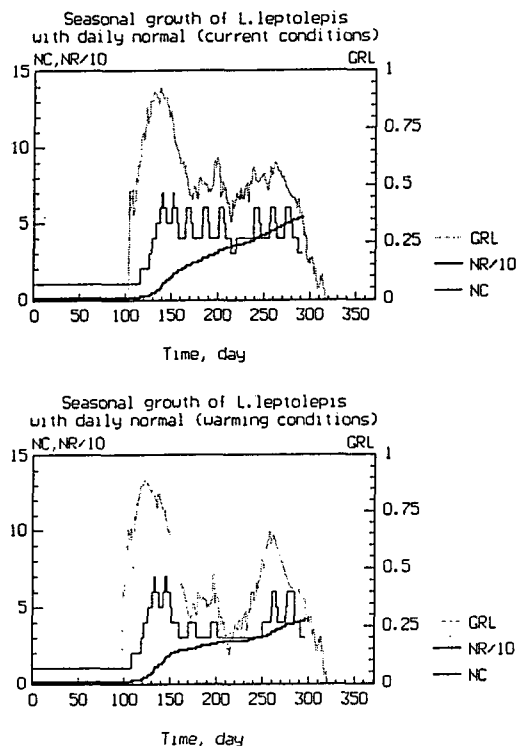 Seasonal growth of L.leptolepis
with daily normal (current conditions)
NC,NR/10 GRL
15 1
10 0.75
0.5
5 0.25
0 0
GRL
NR/10
NC
0 50 100 150 200 250 300 350
Time, day
Seasonal growth of L.leptolepis
with daily normal (warming conditions)
NC,NR/10 GRL
15 1
10 0.75
0.5
5 0.25
0 0
GRL
NR/10
NC
0 50 100 150 200 250 300 350
Time, day